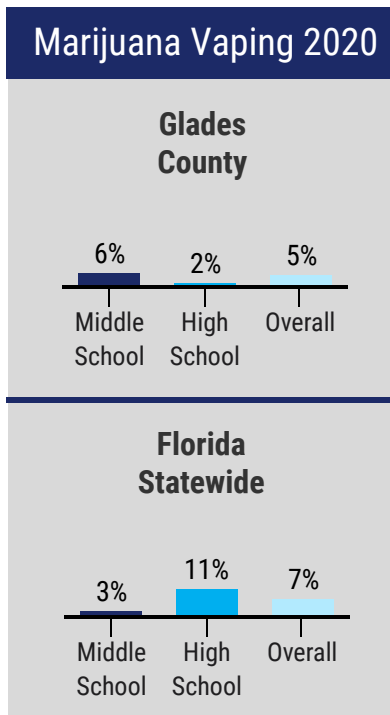 Marijuana Vaping 2020
Glades
County
6%
2%
5%
Middle
School
High
School
Overall
Florida
Statewide
3%
11%
7%
Middle
School
High
School
Overall